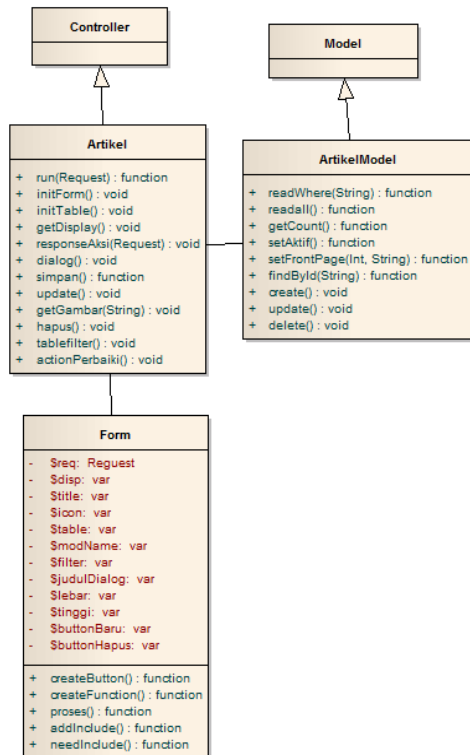 Controller
Model
Artikel
+ run(Request) : function
+ initForm() : void
+ initTable() : void
+ getDisplay() : void
+ responseAksi(Request) : void
+ dialog() : void
+ simpan() : function
+ update() : void
+ getGambar(String) : void
+ hapus() : void
+ tablefilter() : void
+ actionPerbaiki() : void
ArtikelModel
+ readWhere(String) : function
+ readall() : function
+ getCount() : function
+ setAktif() : function
+ setFrontPage(Int, String) : function
+ findById(String) : function
+ create() : void
+ update() : void
+ delete() : void
Form
- $req: Reguest
- $disp: var
- $title: var
- $icon: var
- $table: var
- $modName: var
- $filter: var
- $judulDialog: var
- $lebar: var
- $tinggi: var
- $buttonBaru: var
- $buttonHapus: var
+ createButton() : function
+ createFunction() : function
+ proses() : function
+ addInclude() : function
+ needInclude() : function